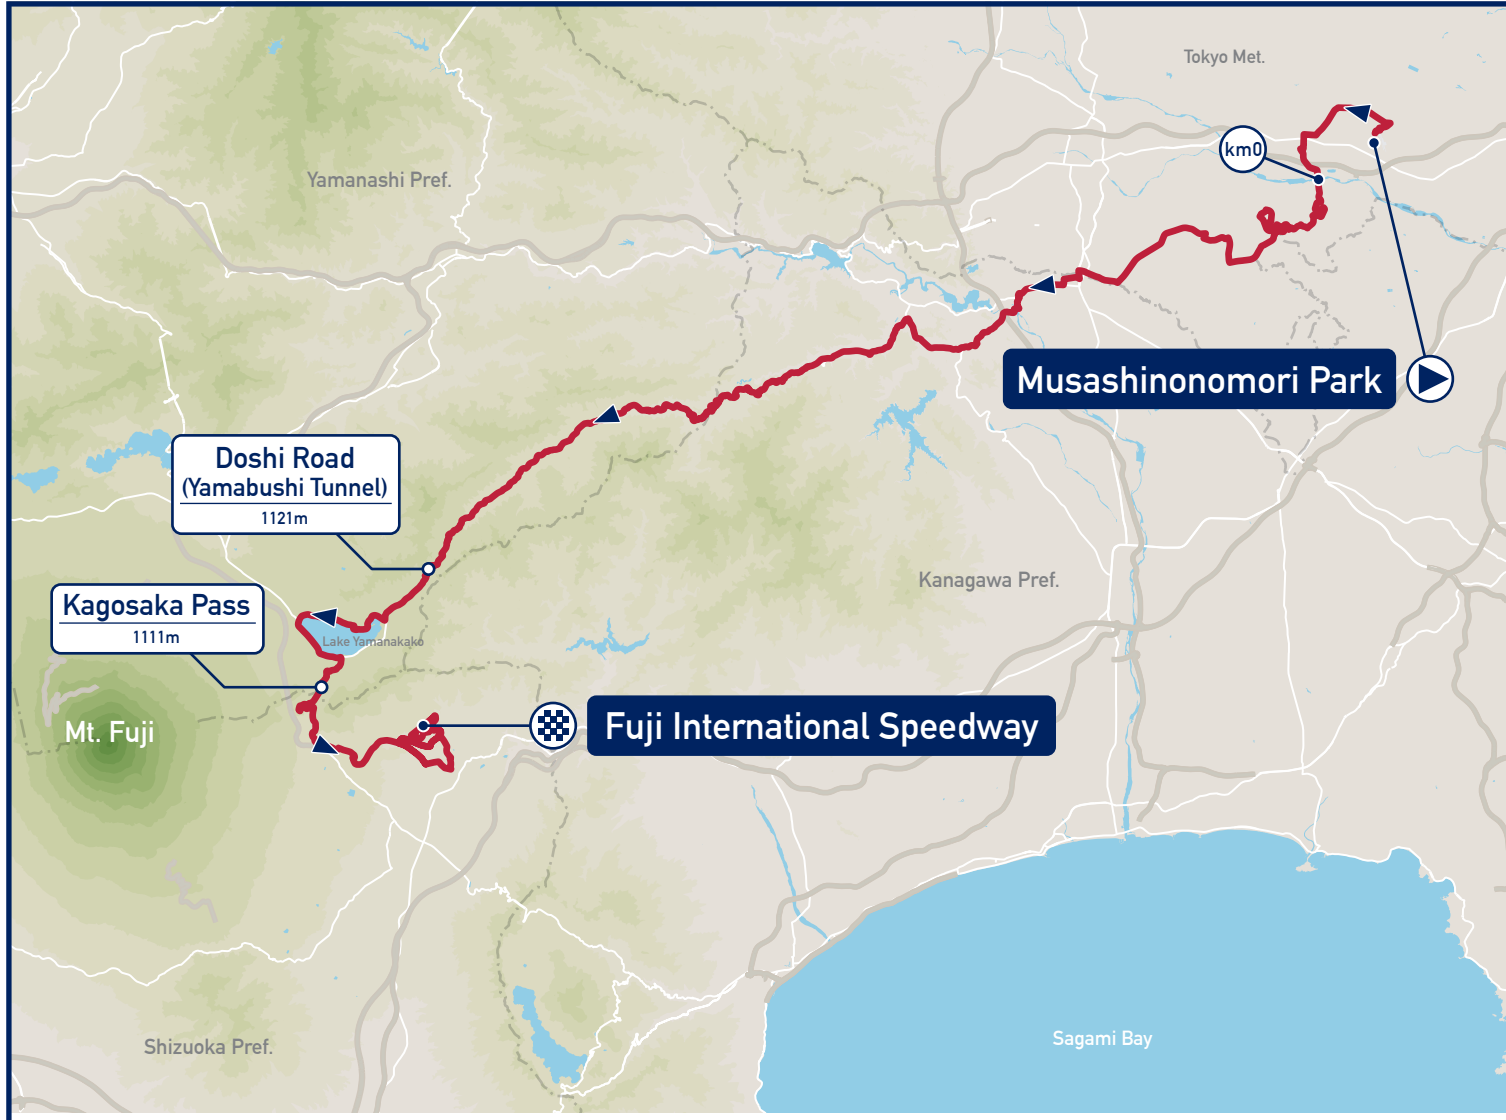 Tokyo Met.
km0
Yamanashi Pref.
Musashinonomori Park
Doshi Road
(Yamabushi Tunnel)
1121m
Kanagawa Pref.
Kagosaka Pass
1111m
Lake Yamanakako
Mt. Fuji
Fuji International Speedway
Sagami Bay
Shizuoka Pref.